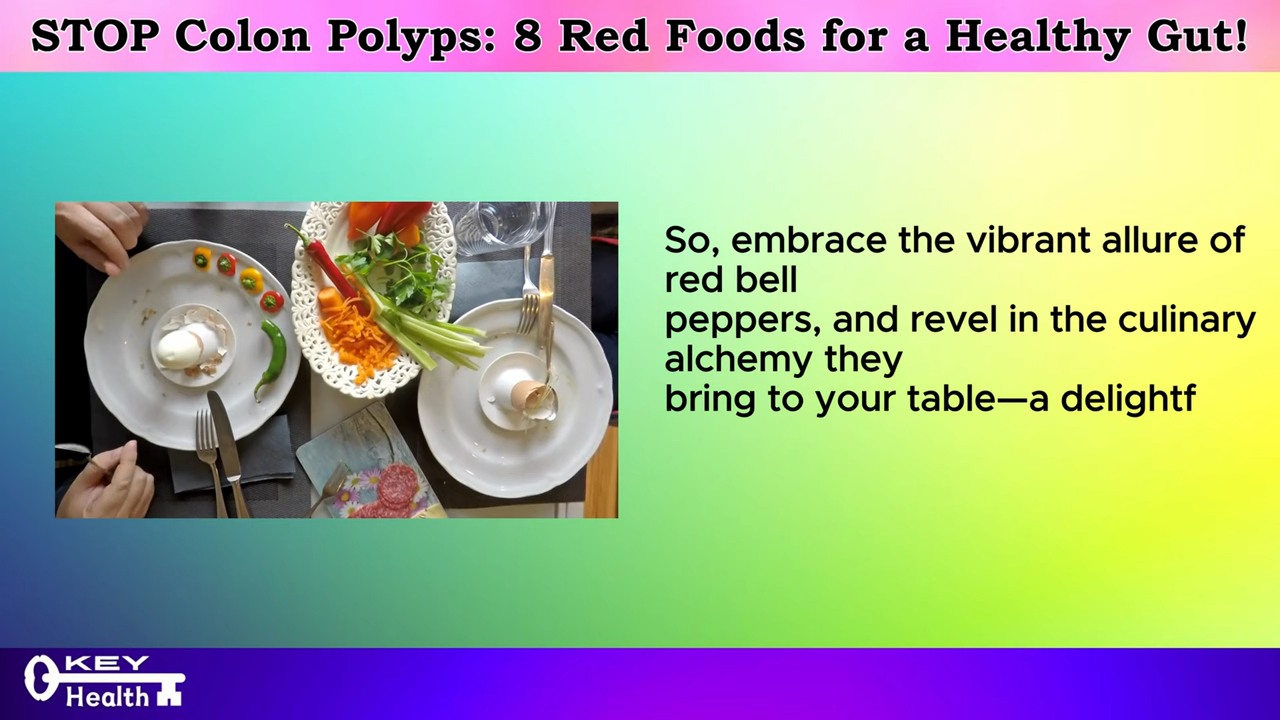 STOP Colon Polyps: 8 Red Foods for a Healthy Gut!
So, embrace the vibrant allure of
red bell
peppers, and revel in the culinary
alchemy they
bring to your table—a delightf
KEY
Health